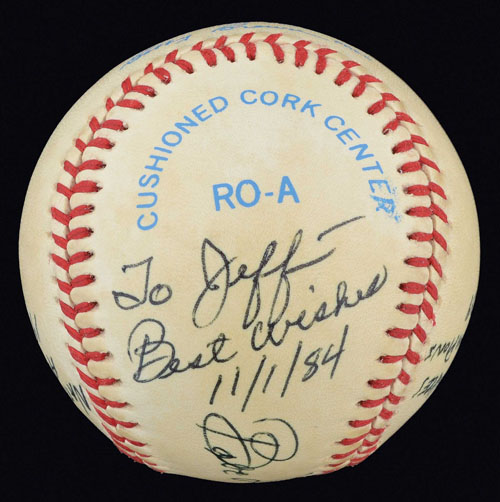 CUSHIONED CORK CENTER
RO-A
To Jeff –
Best Wishes
11/1/84